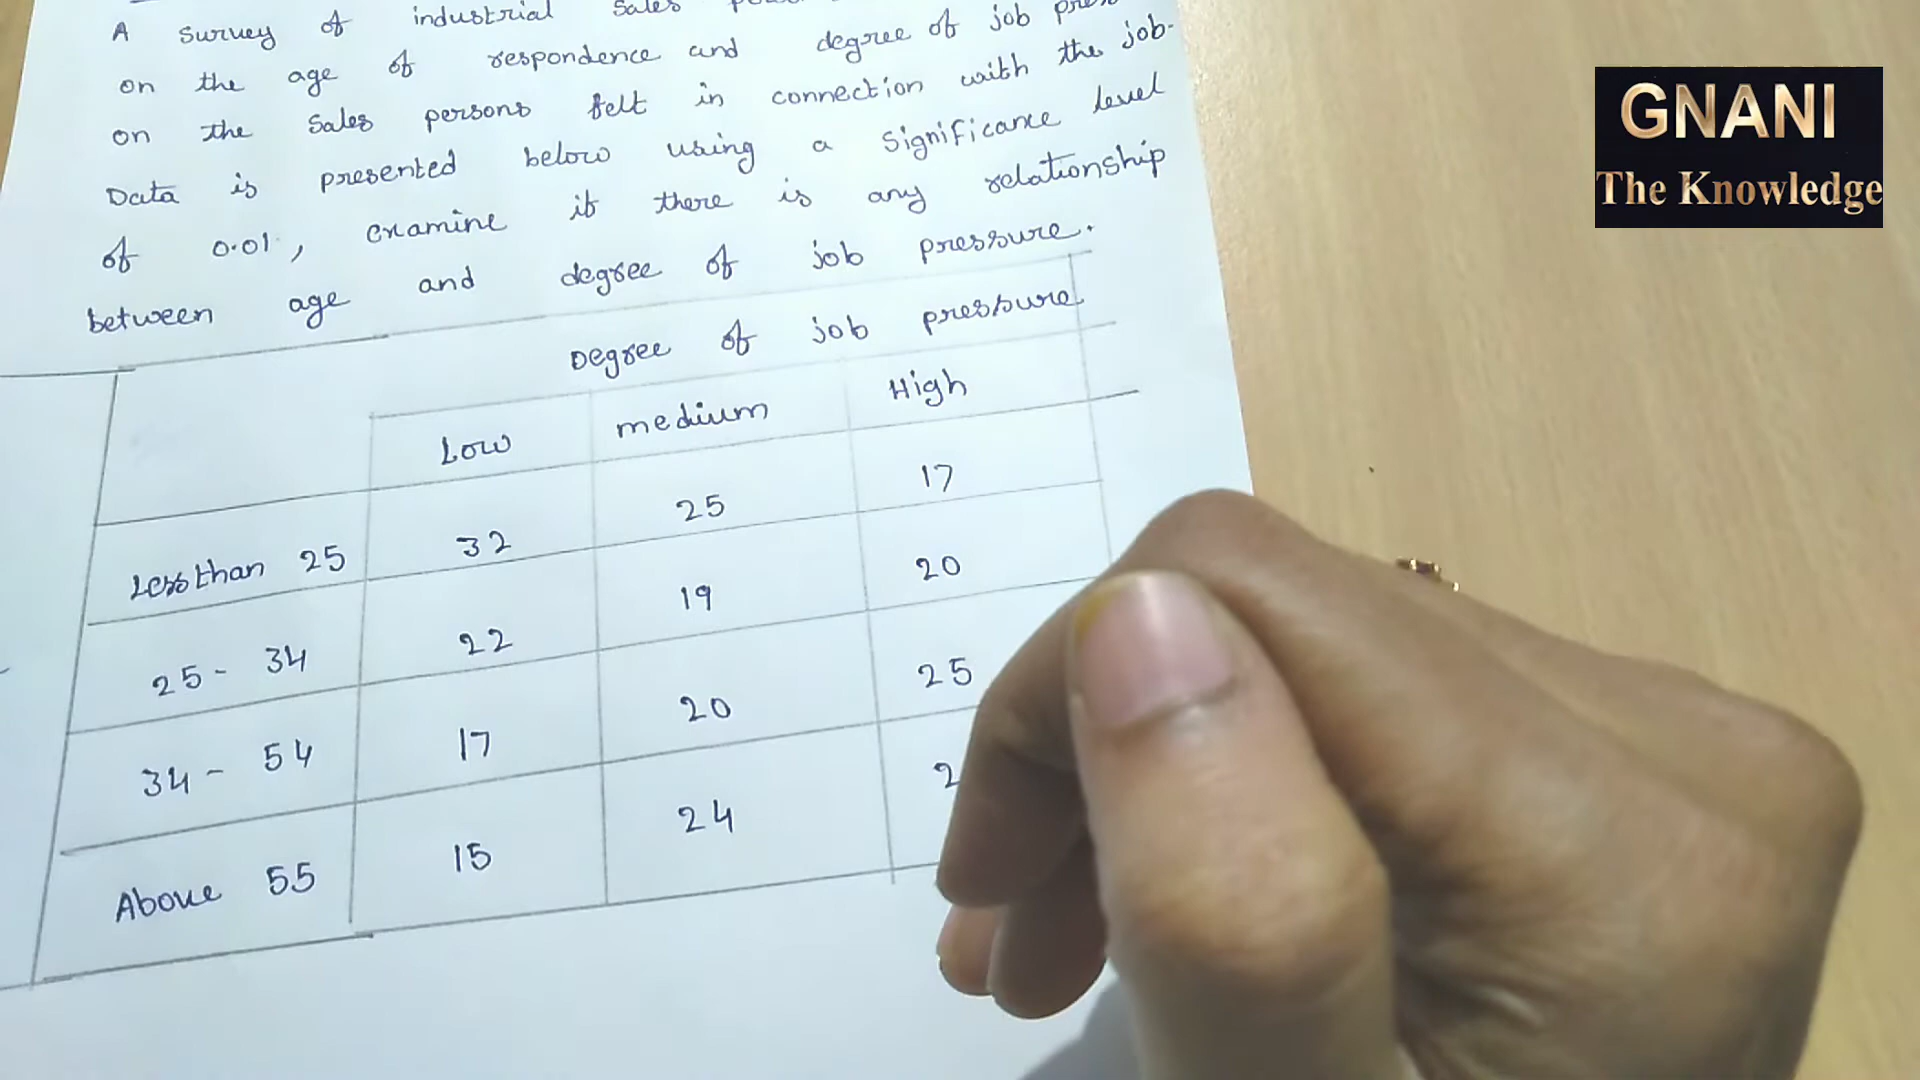 A survey of industrial sales
on the age of respondence and degree of job
on the sales persons felt in connection with the job.
Data is presented below using a significance level
of 0.01, examine if there is any relationship
between age and degree of job pressure.
Degree of job pressure
Low medium High
Less than 25 32 25 17
25 - 34 22 19 20
34 - 54 17 20 25
Above 55 15 24
GNANI
The Knowledge